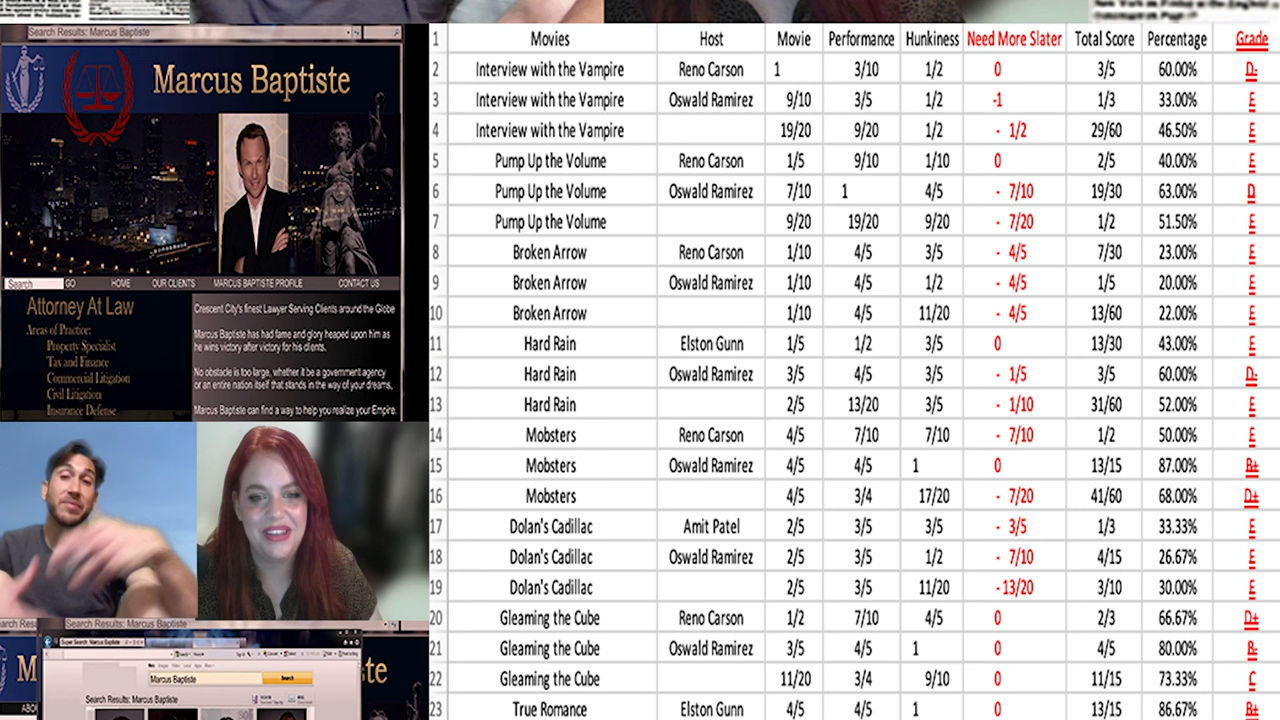 Search Results: Marcus Baptiste
Marcus Baptiste
Search GO HOME OUR CLIENTS MARCUS BAPTISTE PROFILE CONTACT US
Attorney At Law
Areas of Practice:
Property Specialist
Tax and Finance
Commercial Litigation
Civil Litigation
Insurance Defense
Crescent City's finest Lawyer Serving Clients around the Globe
Marcus Baptiste has had fame and glory heaped upon him as
he wins victory after victory for his clients.
No obstacle is too large, whether it be a government agency
or an entire nation itself that stands in the way of your dreams,
Marcus Baptiste can find a way to help you realize your Empire.
Search Results: Marcus Baptiste
Super Search: Marcus Baptiste
Marcus Baptiste Search
Search Results: Marcus Baptiste
M
ste
ABO
1 Movies Host Movie Performance Hunkiness Need More Slater Total Score Percentage Grade
2 Interview with the Vampire Reno Carson 1 3/10 1/2 0 3/5 60.00% D-
3 Interview with the Vampire Oswald Ramirez 9/10 3/5 1/2 -1 1/3 33.00% E
4 Interview with the Vampire 19/20 9/20 1/2 - 1/2 29/60 46.50% E
5 Pump Up the Volume Reno Carson 1/5 9/10 1/10 0 2/5 40.00% E
6 Pump Up the Volume Oswald Ramirez 7/10 1 4/5 - 7/10 19/30 63.00% D
7 Pump Up the Volume 9/20 19/20 9/20 - 7/20 1/2 51.50% E
8 Broken Arrow Reno Carson 1/10 4/5 3/5 - 4/5 7/30 23.00% E
9 Broken Arrow Oswald Ramirez 1/10 4/5 1/2 - 4/5 1/5 20.00% E
10 Broken Arrow 1/10 4/5 11/20 - 4/5 13/60 22.00% E
11 Hard Rain Elston Gunn 1/5 1/2 3/5 0 13/30 43.00% E
12 Hard Rain Oswald Ramirez 3/5 4/5 3/5 - 1/5 3/5 60.00% D-
13 Hard Rain 2/5 13/20 3/5 - 1/10 31/60 52.00% E
14 Mobsters Reno Carson 4/5 7/10 7/10 - 7/10 1/2 50.00% E
15 Mobsters Oswald Ramirez 4/5 4/5 1 0 13/15 87.00% B+
16 Mobsters 4/5 3/4 17/20 - 7/20 41/60 68.00% D+
17 Dolan's Cadillac Amit Patel 2/5 3/5 3/5 - 3/5 1/3 33.33% E
18 Dolan's Cadillac Oswald Ramirez 2/5 3/5 1/2 - 7/10 4/15 26.67% E
19 Dolan's Cadillac 2/5 3/5 11/20 - 13/20 3/10 30.00% E
20 Gleaming the Cube Reno Carson 1/2 7/10 4/5 0 2/3 66.67% D+
21 Gleaming the Cube Oswald Ramirez 3/5 4/5 1 0 4/5 80.00% B-
22 Gleaming the Cube 11/20 3/4 9/10 0 11/15 73.33% C
23 True Romance Elston Gunn 4/5 4/5 1 0 13/15 86.67% B+